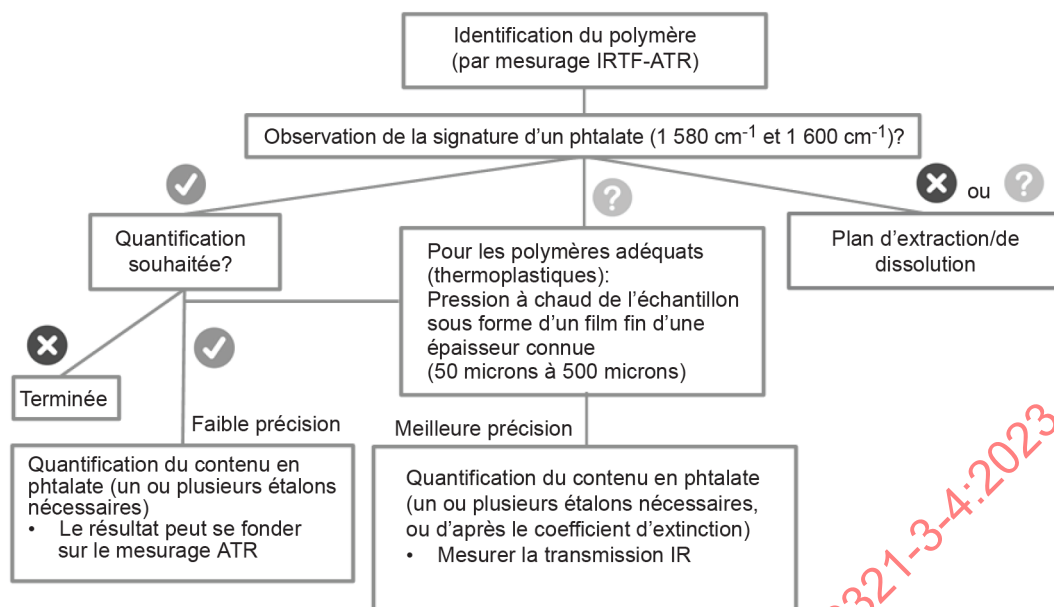 Identification du polymère
(par mesurage IRTF-ATR)
Observation de la signature d'un phtalate (1 580 cm⁻¹ et 1 600 cm⁻¹)?
?
ou
?
Quantification
souhaitée?
Pour les polymères adéquats
(thermoplastiques):
Pression à chaud de l'échantillon
sous forme d'un film fin d'une
épaisseur connue
(50 microns à 500 microns)
Plan d'extraction/de
dissolution
Terminée
Faible précision
Meilleure précision
Quantification du contenu en
phtalate (un ou plusieurs étalons
nécessaires)
• Le résultat peut se fonder
sur le mesurage ATR
Quantification du contenu en phtalate
(un ou plusieurs étalons nécessaires,
ou d'après le coefficient d'extinction)
• Mesurer la transmission IR
321-3-4:2023